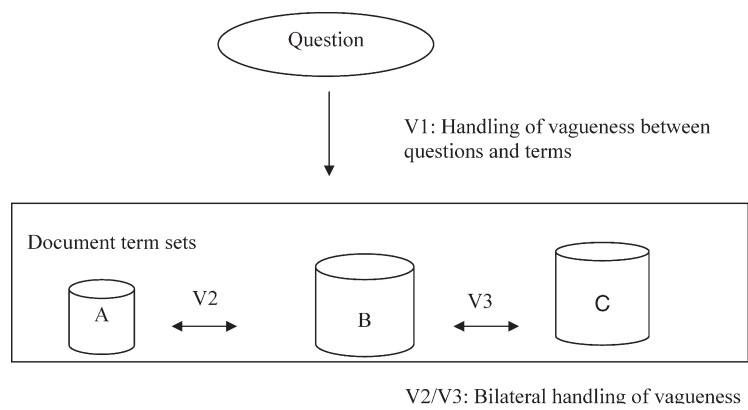 Question
V1: Handling of vagueness between
questions and terms
Document term sets
A
V2
B
V3
C
V2/V3: Bilateral handling of vagueness